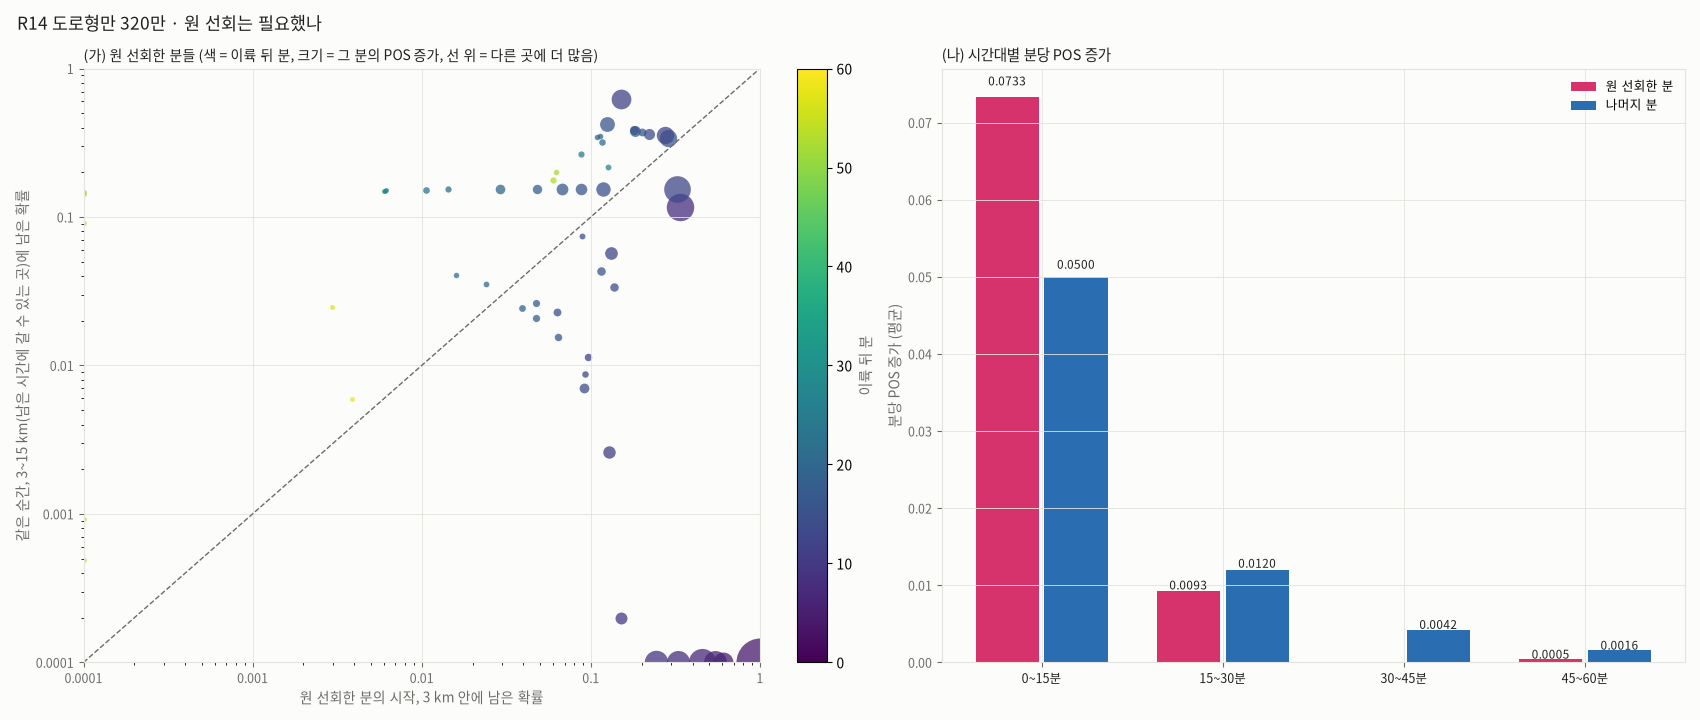 R14 도로형만 320만 · 원 선회는 필요했나
(가) 원 선회한 분들 (색 = 이륙 뒤 분, 크기 = 그 분의 POS 증가, 선 위 = 다른 곳에 더 많음)
1
0.1
0.01
0.001
0.0001
같은 순간, 3~15 km(남은 시간에 갈 수 있는 곳)에 남은 확률
0.0001
0.001
0.01
0.1
1
원 선회한 분의 시작, 3 km 안에 남은 확률
60
50
40
30
20
10
0
이륙 뒤 분
(나) 시간대별 분당 POS 증가
원 선회한 분
나머지 분
0.07
0.06
0.05
0.04
0.03
0.02
0.01
0.00
분당 POS 증가 (평균)
0.0733
0.0500
0.0093
0.0120
0.0042
0.0005
0.0016
0~15분
15~30분
30~45분
45~60분